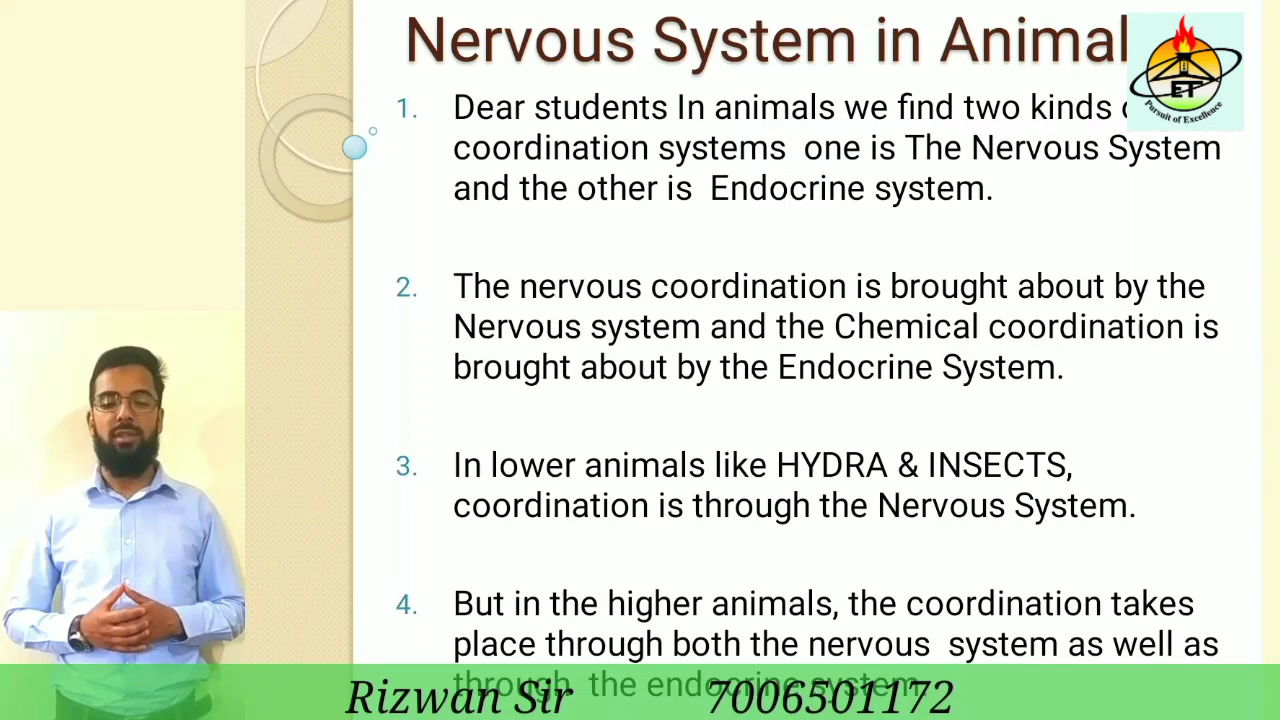 Nervous System in Animal
ET
Pursuit of Excellence
1. Dear students In animals we find two kinds
coordination systems one is The Nervous System
and the other is Endocrine system.
2. The nervous coordination is brought about by the
Nervous system and the Chemical coordination is
brought about by the Endocrine System.
3. In lower animals like HYDRA & INSECTS,
coordination is through the Nervous System.
4. But in the higher animals, the coordination takes
place through both the nervous system as well as
through the endocrine system
Rizwan Sir 7006501172